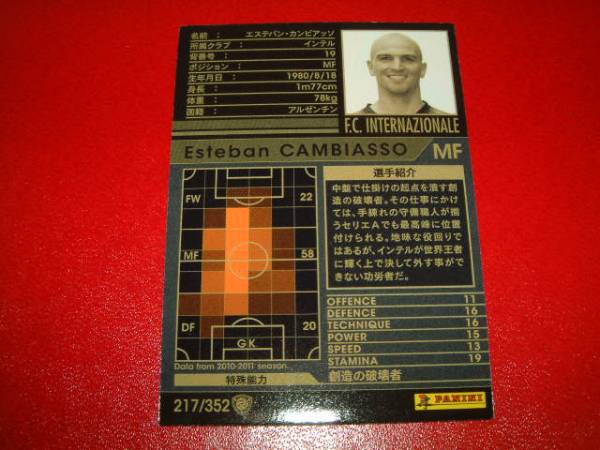 名前 : エステバン・カンビアッソ
所属クラブ : インテル
背番号 : 19
ポジション : MF
生年月日 : 1980/8/18
身長 : 1m77cm
体重 : 78kg
国籍 : アルゼンチン
F.C. INTERNAZIONALE
Esteban CAMBIASSO MF
FW 22
MF 58
DF 20
GK
Data from 2010-2011 season.
選手紹介
中盤で仕掛けの起点を潰す創
造の破壊者。その仕事にかけ
ては、手練れの守備職人が揃
うセリエAでも最高峰に位置
付けられる。地味な役回りで
はあるが、インテルが世界王者
に輝く上で決して外す事がで
きない功労者だ。
OFFENCE 11
DEFENCE 16
TECHNIQUE 16
POWER 15
SPEED 13
STAMINA 19
特殊能力 創造の破壊者
217/352
PANINI